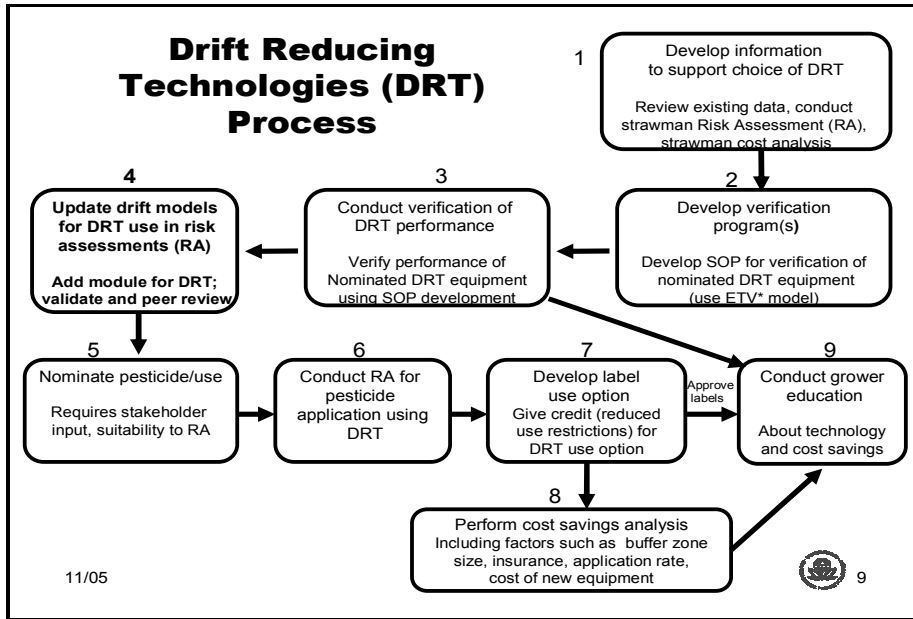 Drift Reducing
Technologies (DRT)
Process
1
Develop information
to support choice of DRT
Review existing data, conduct
strawman Risk Assessment (RA),
strawman cost analysis
2
Develop verification
program(s)
Develop SOP for verification of
nominated DRT equipment
(use ETV* model)
3
Conduct verification of
DRT performance
Verify performance of
Nominated DRT equipment
using SOP development
4
Update drift models
for DRT use in risk
assessments (RA)
Add module for DRT;
validate and peer review
5
Nominate pesticide/use
Requires stakeholder
input, suitability to RA
6
Conduct RA for
pesticide
application using
DRT
7
Develop label
use option
Give credit (reduced
use restrictions) for
DRT use option
Approve
labels
9
Conduct grower
education
About technology
and cost savings
8
Perform cost savings analysis
Including factors such as buffer zone
size, insurance, application rate,
cost of new equipment
11/05
9